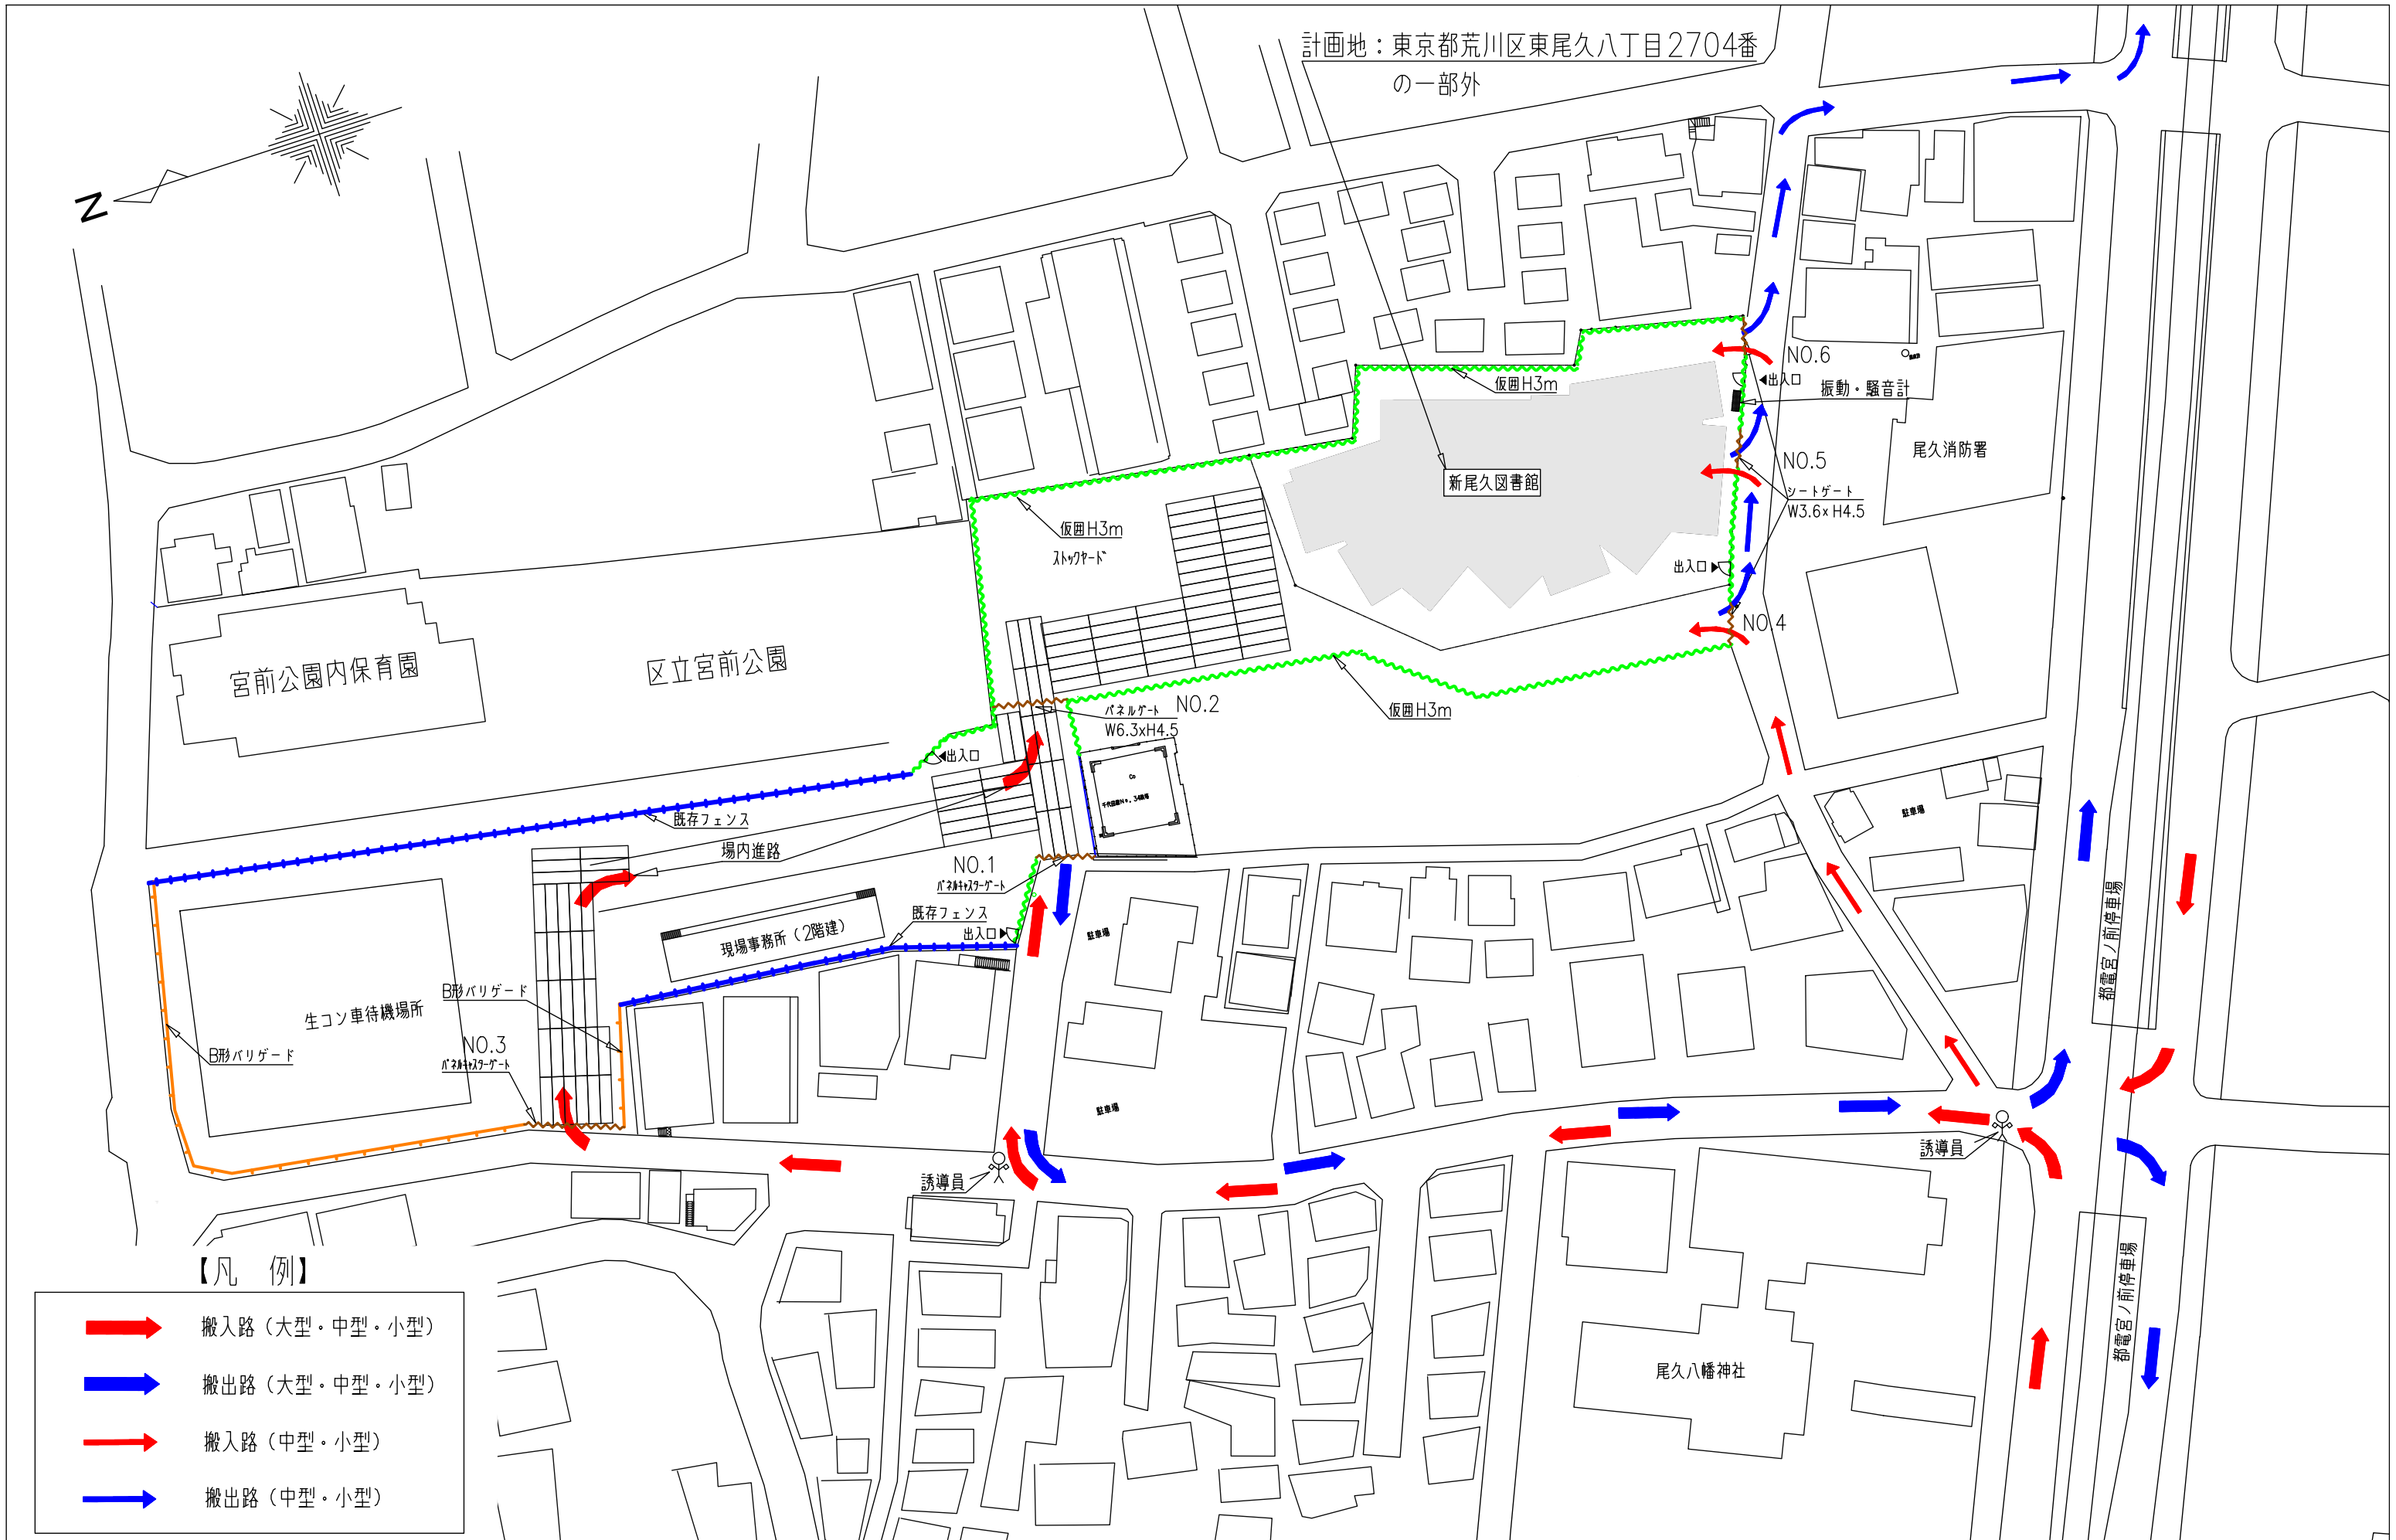 計画地：東京都荒川区東尾久八丁目2704番
の一部外
N
NO.6
出入口
振動・騒音計
仮囲H3m
尾久消防署
新尾久図書館
NO.5
シートゲート
W3.6×H4.5
仮囲H3m
ストックヤード
出入口
NO.4
宮前公園内保育園
区立宮前公園
NO.2
パネルゲート
W6.3xH4.5
仮囲H3m
出入口
Co
既存フェンス
場内進路
駐車場
NO.1
パネルキャスターゲート
既存フェンス
出入口
駐車場
現場事務所（2階建）
都電宮ノ前停車場
B形バリゲード
生コン車待機場所
B形バリゲード
NO.3
パネルキャスターゲート
駐車場
誘導員
誘導員
都電宮ノ前停車場
尾久八幡神社
【凡　例】
搬入路（大型・中型・小型）
搬出路（大型・中型・小型）
搬入路（中型・小型）
搬出路（中型・小型）